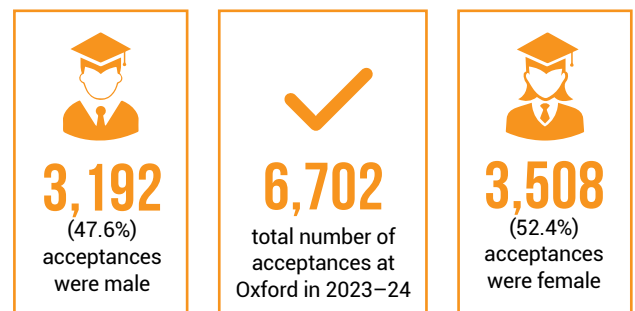 3,192
(47.6%)
acceptances
were male
6,702
total number of
acceptances at
Oxford in 2023–24
3,508
(52.4%)
acceptances
were female